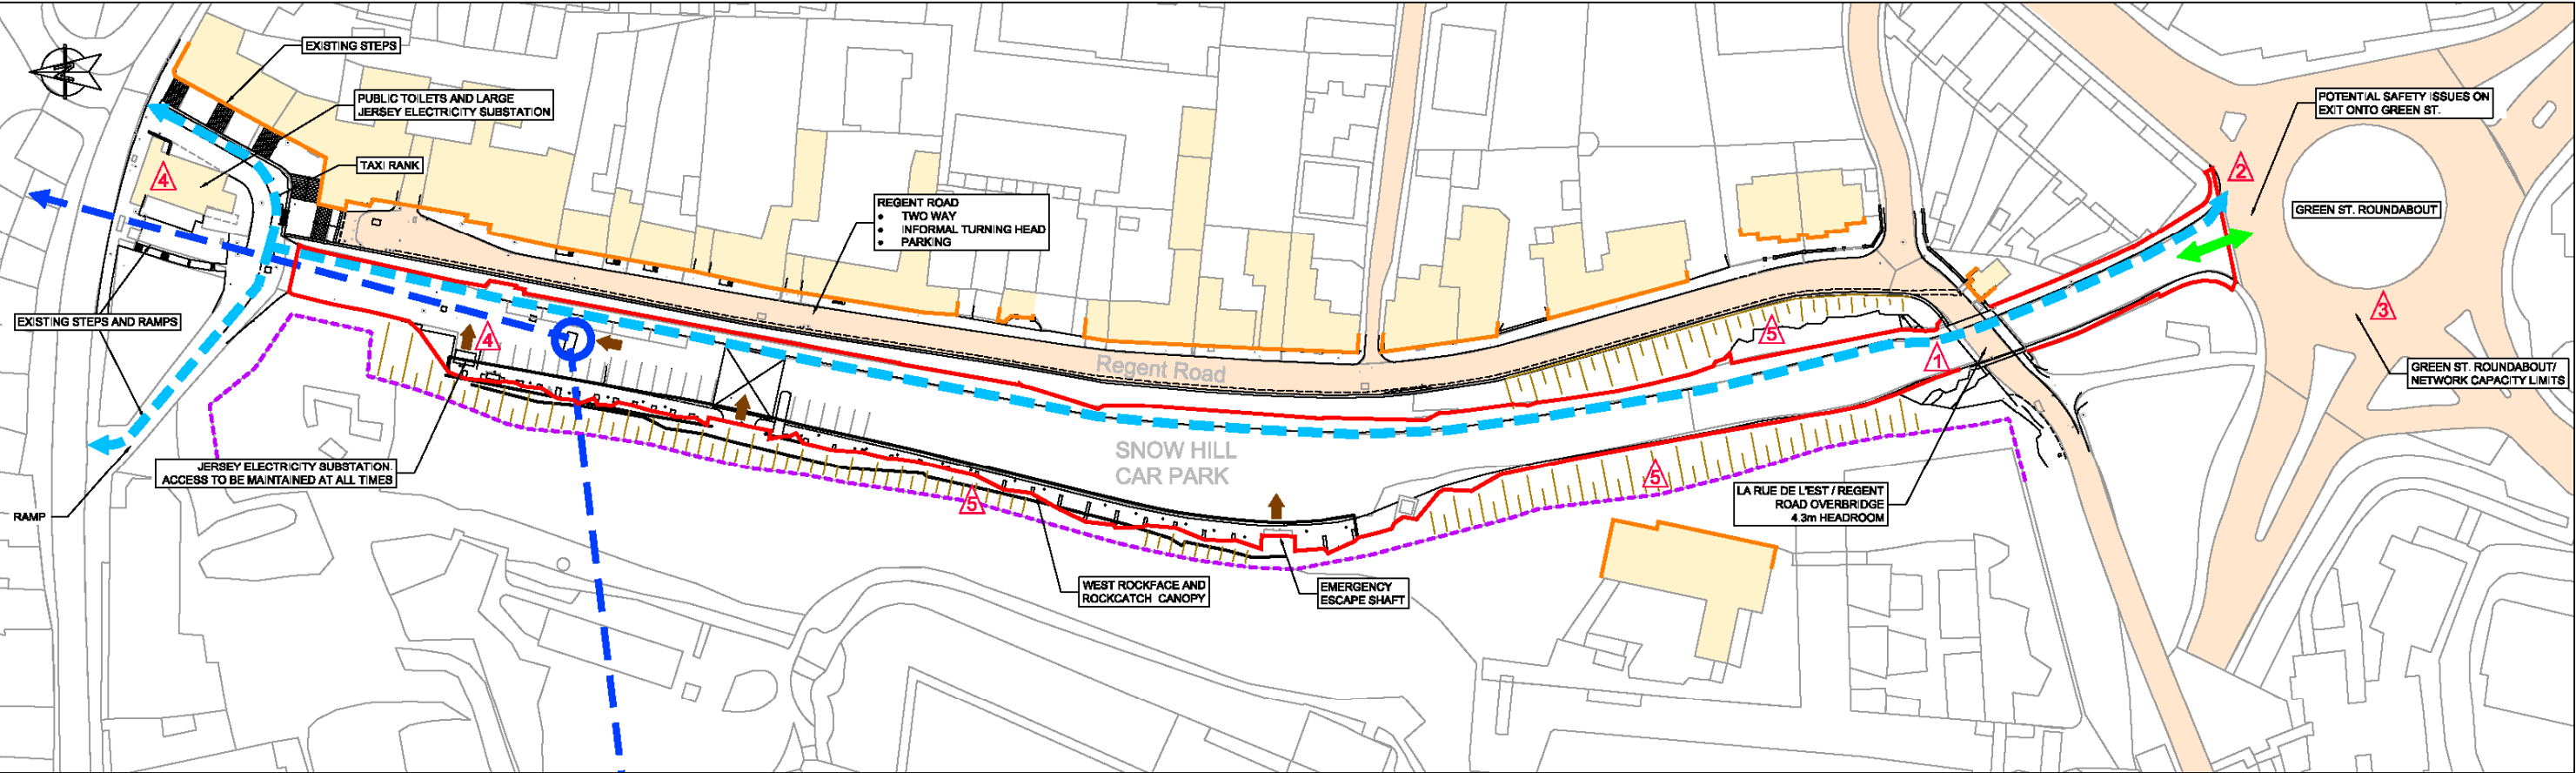 EXISTING STEPS
PUBLIC TOILETS AND LARGE
JERSEY ELECTRICITY SUBSTATION
TAXI RANK
4
EXISTING STEPS AND RAMPS
RAMP
JERSEY ELECTRICITY SUBSTATION.
ACCESS TO BE MAINTAINED AT ALL TIMES
4
REGENT ROAD
• TWO WAY
• INFORMAL TURNING HEAD
• PARKING
Regent Road
SNOW HILL
CAR PARK
5
WEST ROCKFACE AND
ROCKCATCH CANOPY
EMERGENCY
ESCAPE SHAFT
5
5
1
LA RUE DE L'EST / REGENT
ROAD OVERBRIDGE
4.3m HEADROOM
2
POTENTIAL SAFETY ISSUES ON
EXIT ONTO GREEN ST.
GREEN ST. ROUNDABOUT
3
GREEN ST. ROUNDABOUT/
NETWORK CAPACITY LIMITS